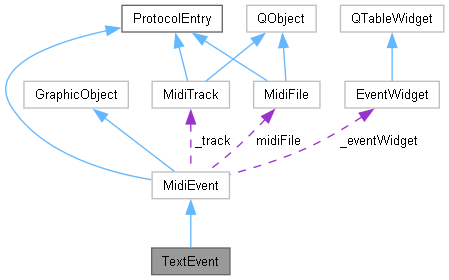 ProtocolEntry
QObject
QTableWidget
GraphicObject
MidiTrack
MidiFile
EventWidget
_track
midiFile
_eventWidget
MidiEvent
TextEvent